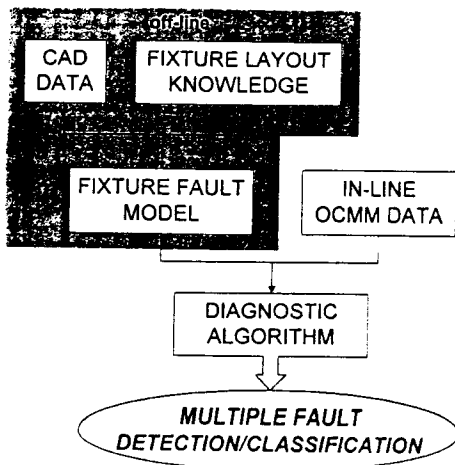 off-line
CAD
DATA
FIXTURE LAYOUT
KNOWLEDGE
FIXTURE FAULT
MODEL
IN-LINE
OCMM DATA
DIAGNOSTIC
ALGORITHM
MULTIPLE FAULT
DETECTION/CLASSIFICATION